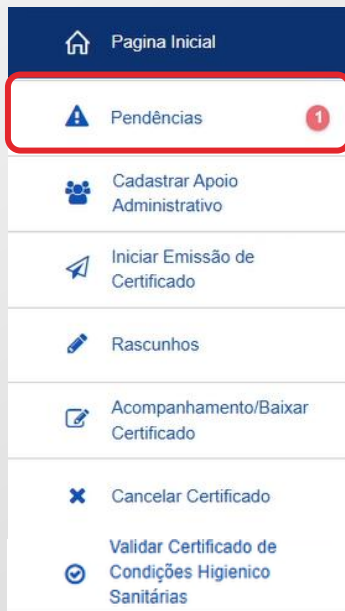 Pagina Inicial
Pendências 1
Cadastrar Apoio
Administrativo
Iniciar Emissão de
Certificado
Rascunhos
Acompanhamento/Baixar
Certificado
Cancelar Certificado
Validar Certificado de
Condições Higienico
Sanitárias